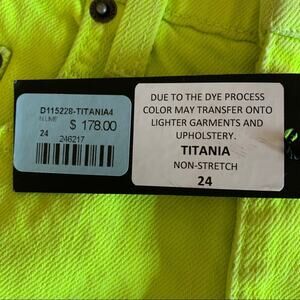 D115228-TITANIA4
N.LIME
$ 178.00
24
246217
DUE TO THE DYE PROCESS
COLOR MAY TRANSFER ONTO
LIGHTER GARMENTS AND
UPHOLSTERY.
TITANIA
NON-STRETCH
24